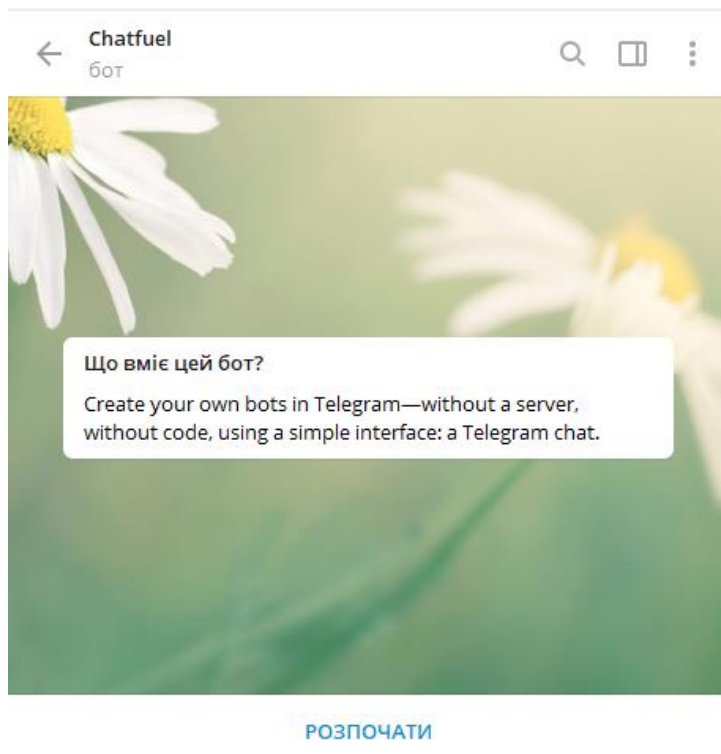 Chatfuel
бот
Що вміє цей бот?
Create your own bots in Telegram—without a server,
without code, using a simple interface: a Telegram chat.
РОЗПОЧАТИ